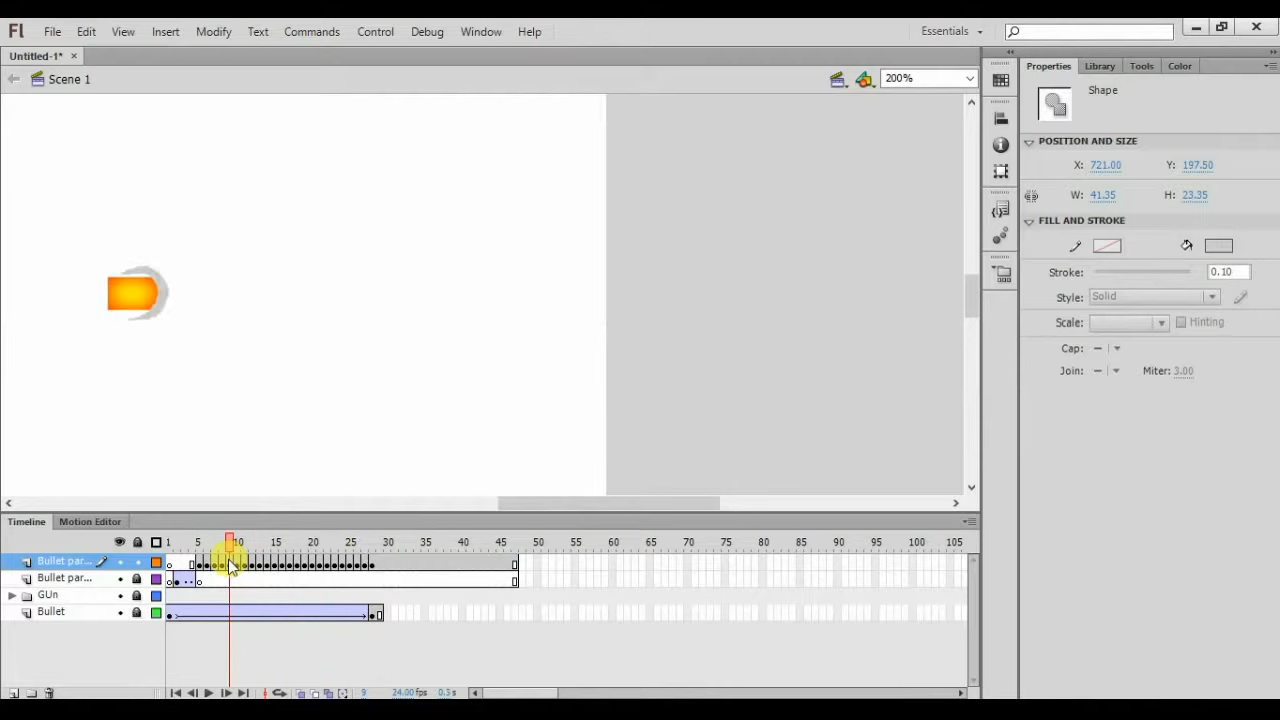 Fl File Edit View Insert Modify Text Commands Control Debug Window Help Essentials
Untitled-1*
Scene 1 200%
Properties Library Tools Color
Shape
POSITION AND SIZE
X: 721.00 Y: 197.50
W: 41.35 H: 23.35
FILL AND STROKE
Stroke: 0.10
Style: Solid
Scale: Hinting
Cap:
Join: Miter: 3.00
Timeline Motion Editor
1 5 10 15 20 25 30 35 40 45 50 55 60 65 70 75 80 85 90 95 100 105
Bullet par...
Bullet par...
GUn
Bullet
9 24.00 fps 0.3 s